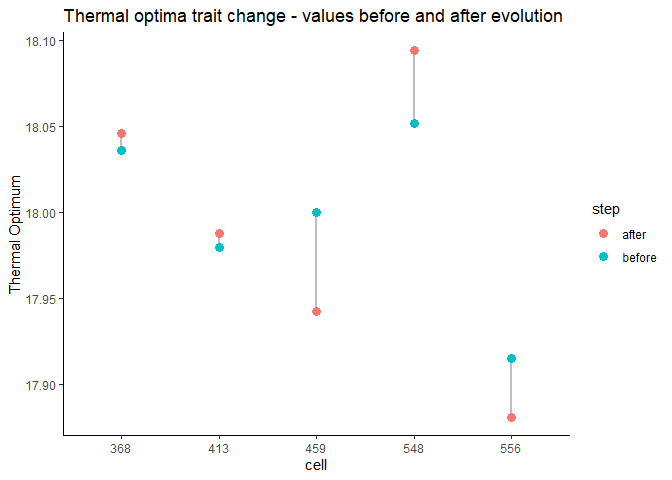 Thermal optima trait change - values before and after evolution
Thermal Optimum
18.10
18.05
18.00
17.95
17.90
368 413 459 548 556
cell
step
after
before